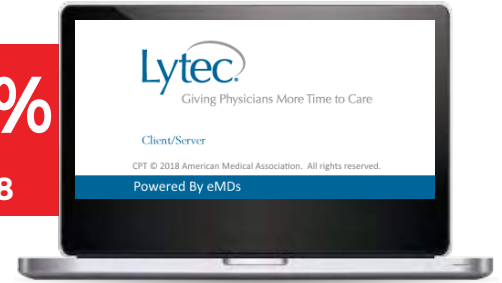 %
8
Lytec.
Giving Physicians More Time to Care
Client/Server
CPT © 2018 American Medical Association. All rights reserved.
Powered By eMDs